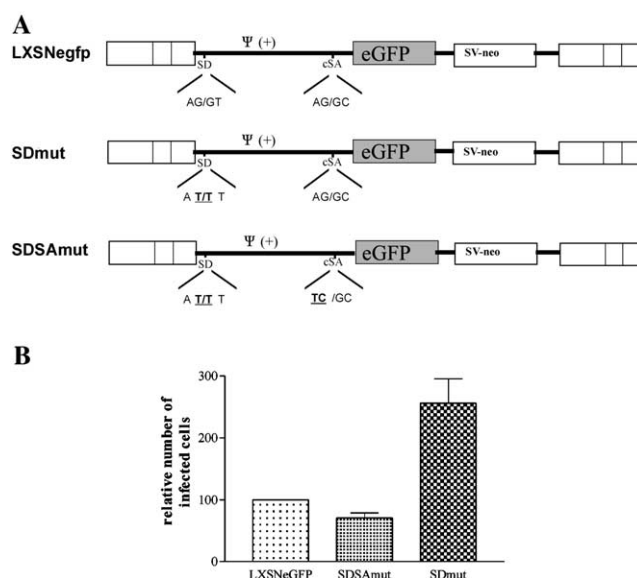 A
LXSNegfp
Ψ (+)
SD
cSA
eGFP
SV-neo
AG/GT
AG/GC
SDmut
Ψ (+)
SD
cSA
eGFP
SV-neo
A T/T T
AG/GC
SDSAmut
Ψ (+)
SD
cSA
eGFP
SV-neo
A T/T T
TC /GC
B
relative number of
infected cells
300
200
100
0
LXSNeGFP SDSAmut SDmut